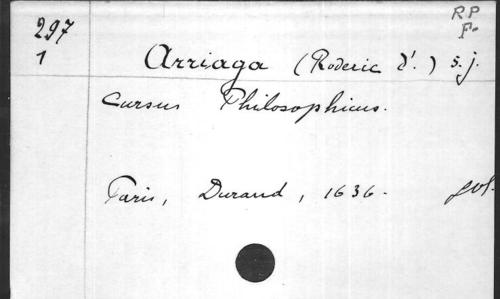 RP
F.
297
1
Arriaga (Roderic d'.) S.j.
Cursus Philosophicus.
Paris, Durand, 1636. fol.